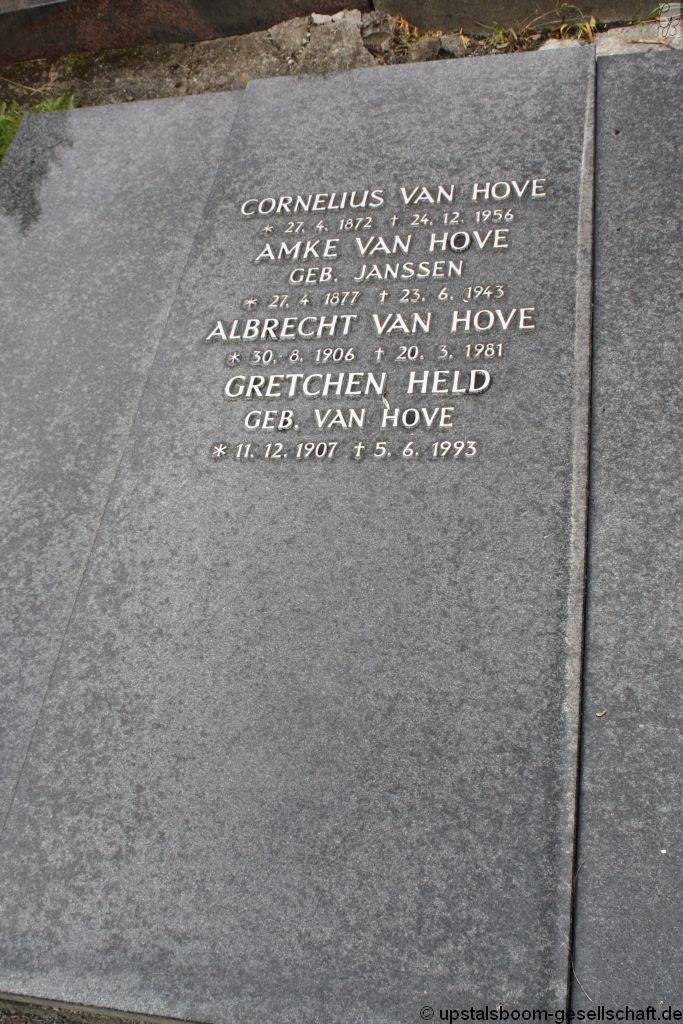 CORNELIUS VAN HOVE
* 27. 4. 1872 † 24. 12. 1956
AMKE VAN HOVE
GEB. JANSSEN
* 27. 4 1877 † 23. 6. 1943
ALBRECHT VAN HOVE
* 30. 8. 1906 † 20. 3. 1981
GRETCHEN HELD
GEB. VAN HOVE
* 11. 12. 1907 † 5. 6. 1993
© upstalsboom-gesellschaft.de